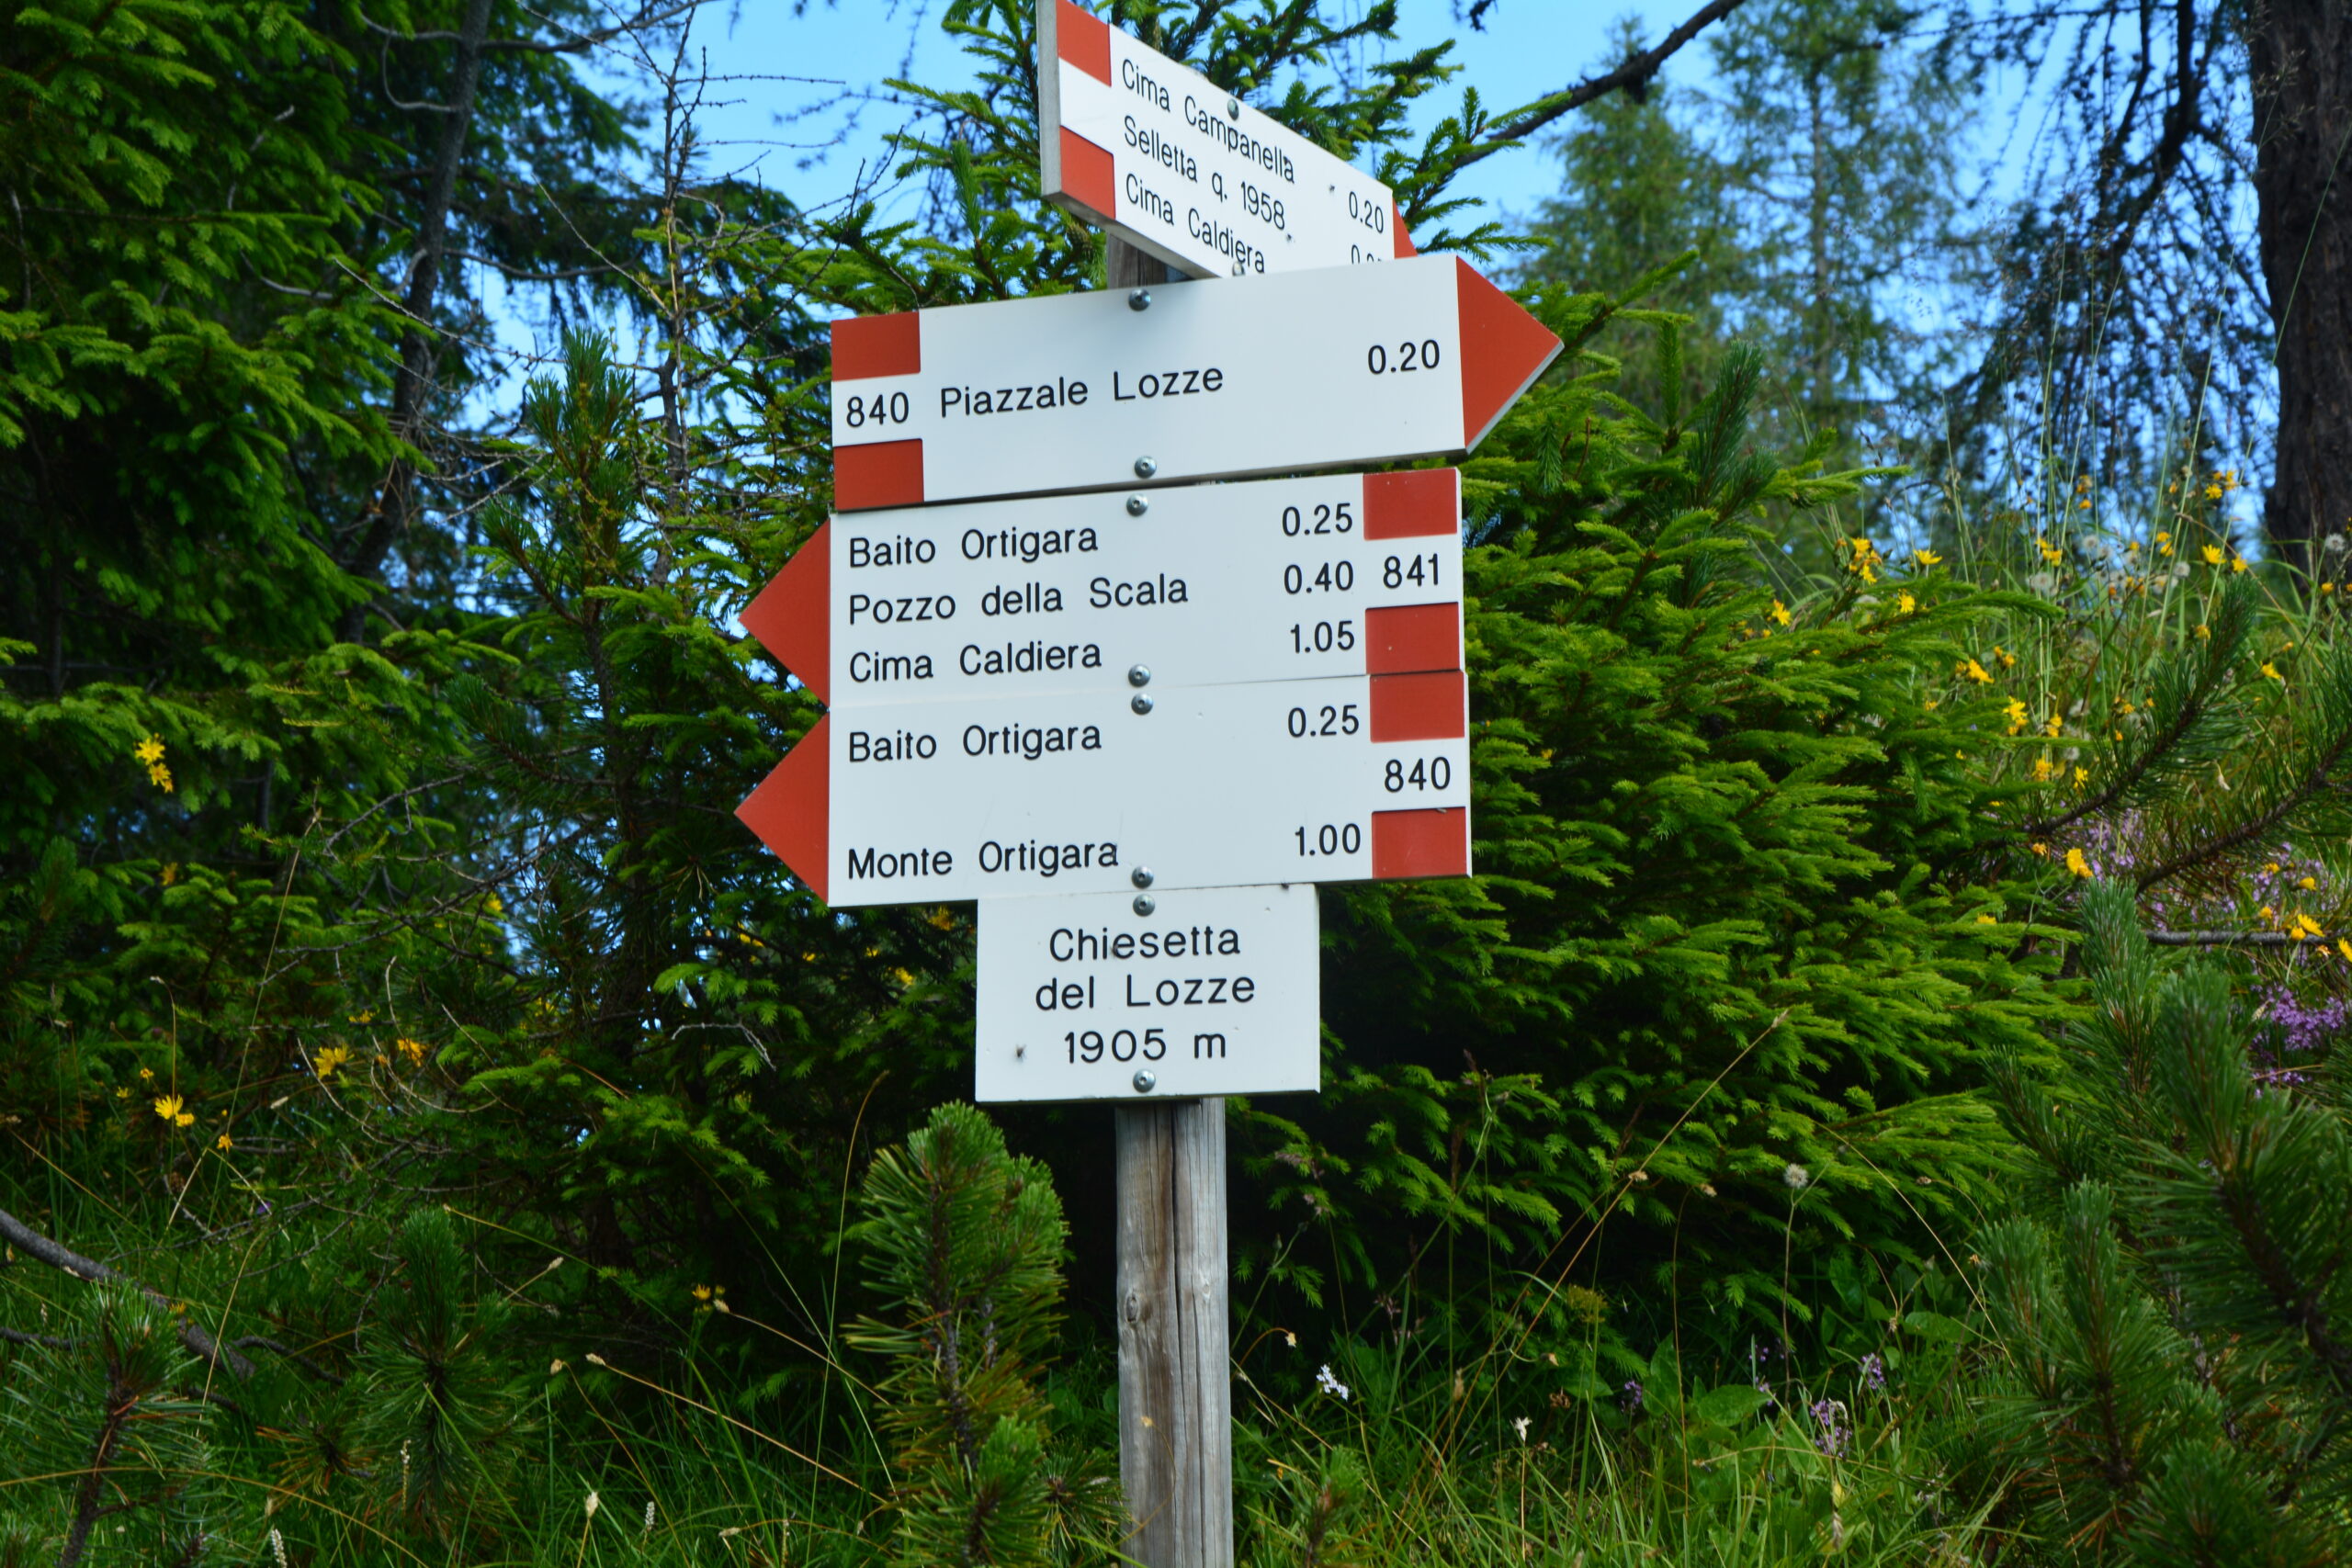 Cima Campanella 0.20
Selletta q. 1958
Cima Caldiera
840 Piazzale Lozze 0.20
Baito Ortigara 0.25
Pozzo della Scala 0.40 841
Cima Caldiera 1.05
Baito Ortigara 0.25
840
Monte Ortigara 1.00
Chiesetta
del Lozze
1905 m